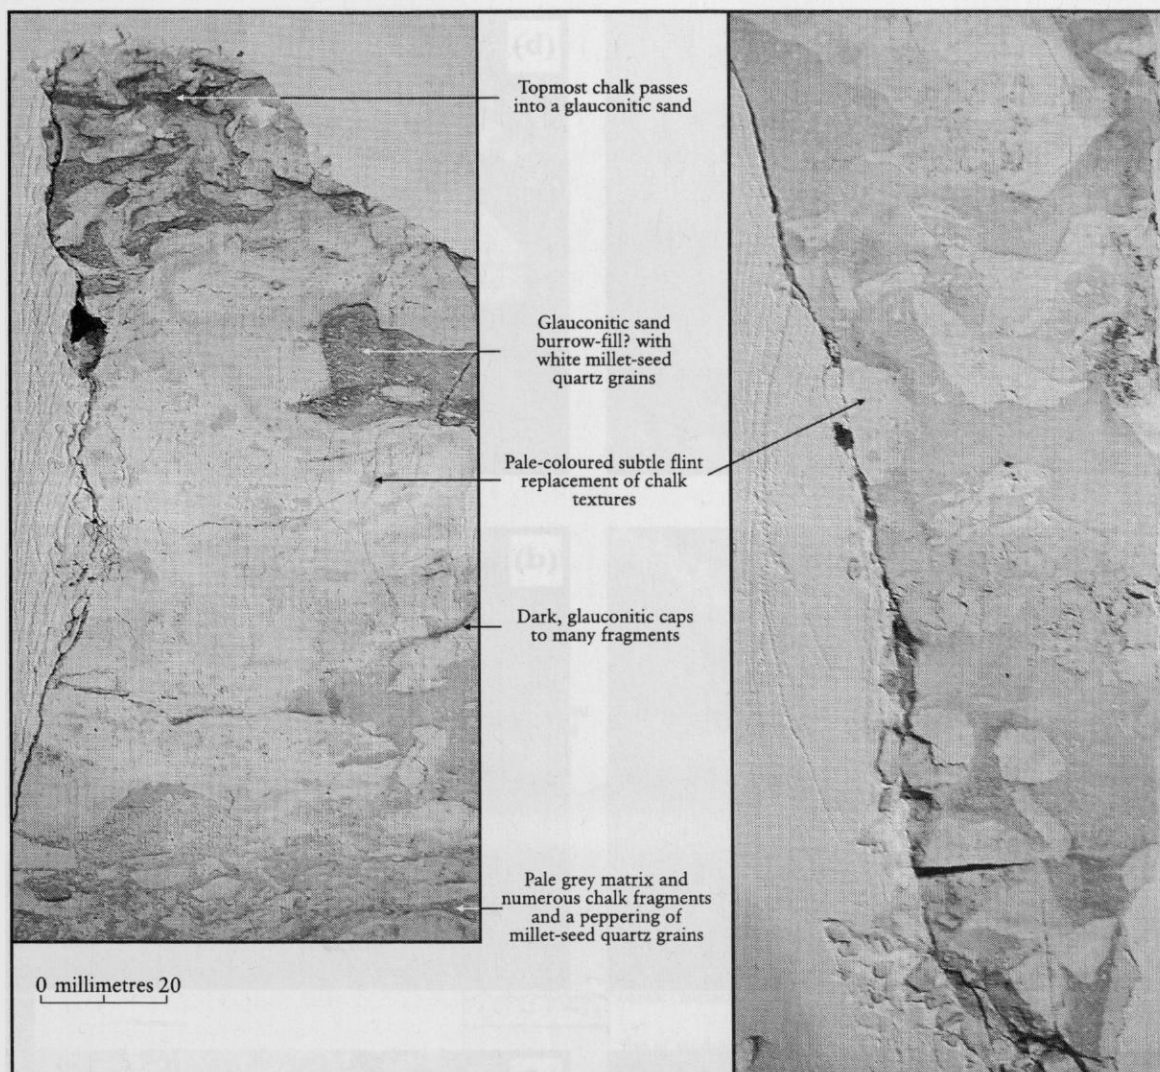 Topmost chalk passes
into a glauconitic sand
Glauconitic sand
burrow-fill? with
white millet-seed
quartz grains
Pale-coloured subtle flint
replacement of chalk
textures
Dark, glauconitic caps
to many fragments
Pale grey matrix and
numerous chalk fragments
and a peppering of
millet-seed quartz grains
0 millimetres 20
(b)
(d)